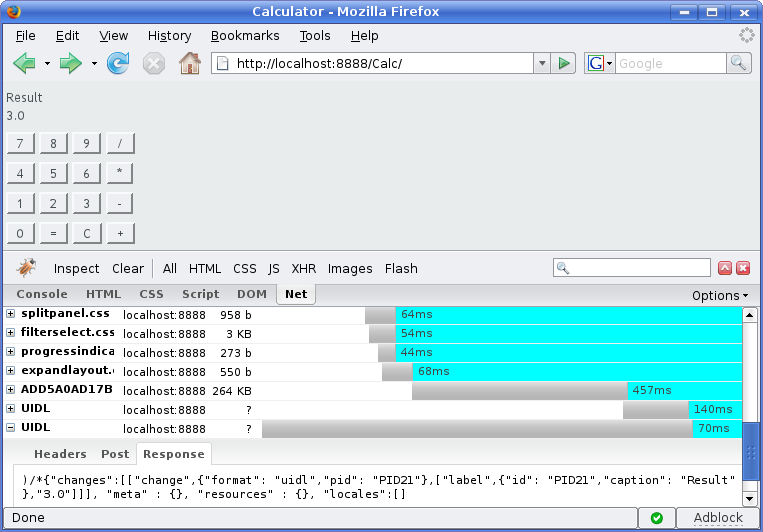 Calculator - Mozilla Firefox
File Edit View History Bookmarks Tools Help
http://localhost:8888/Calc/ G Google
Result
3.0
7 8 9 /
4 5 6 *
1 2 3 -
0 = C +
Inspect Clear All HTML CSS JS XHR Images Flash
Console HTML CSS Script DOM Net Options
splitpanel.css localhost:8888 958 b 64ms
filterselect.css localhost:8888 3 KB 54ms
progressindica localhost:8888 273 b 44ms
expandlayout.c localhost:8888 550 b 68ms
ADD5A0AD17B localhost:8888 264 KB 457ms
UIDL localhost:8888 ? 140ms
UIDL localhost:8888 ? 70ms
Headers Post Response
)/*{"changes":[["change",{"format": "uidl","pid": "PID21"},["label",{"id": "PID21","caption": "Result"
},"3.0"]]], "meta" : {}, "resources" : {}, "locales":[]
Done Adblock